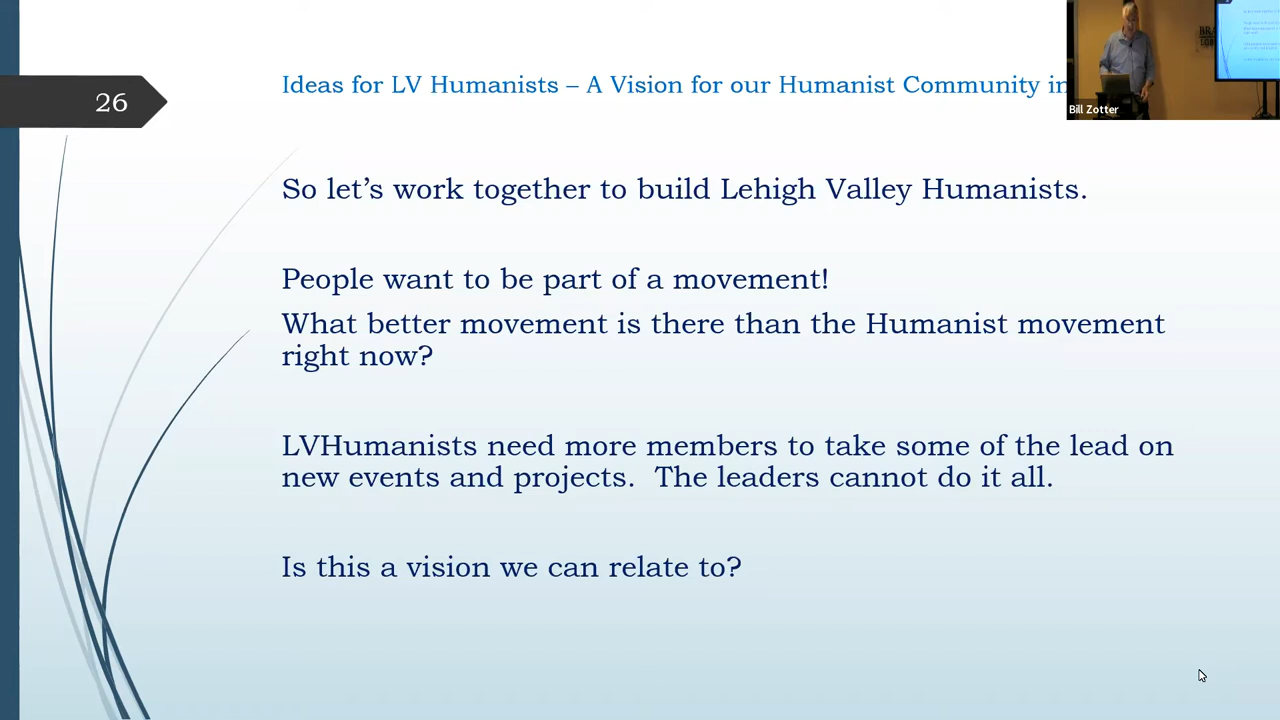 26
Ideas for LV Humanists – A Vision for our Humanist Community in
Bill Zotter
So let’s work together to build Lehigh Valley Humanists.
People want to be part of a movement!
What better movement is there than the Humanist movement
right now?
LVHumanists need more members to take some of the lead on
new events and projects.  The leaders cannot do it all.
Is this a vision we can relate to?